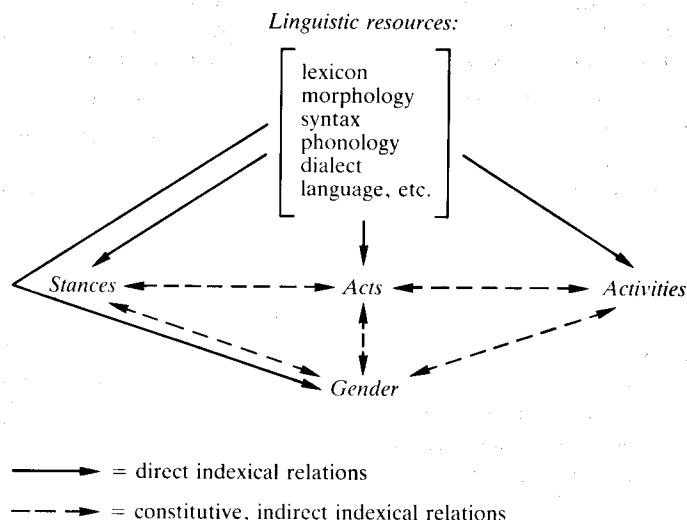 Linguistic resources:
lexicon
morphology
syntax
phonology
dialect
language, etc.
Stances
Acts
Activities
Gender
= direct indexical relations
= constitutive, indirect indexical relations